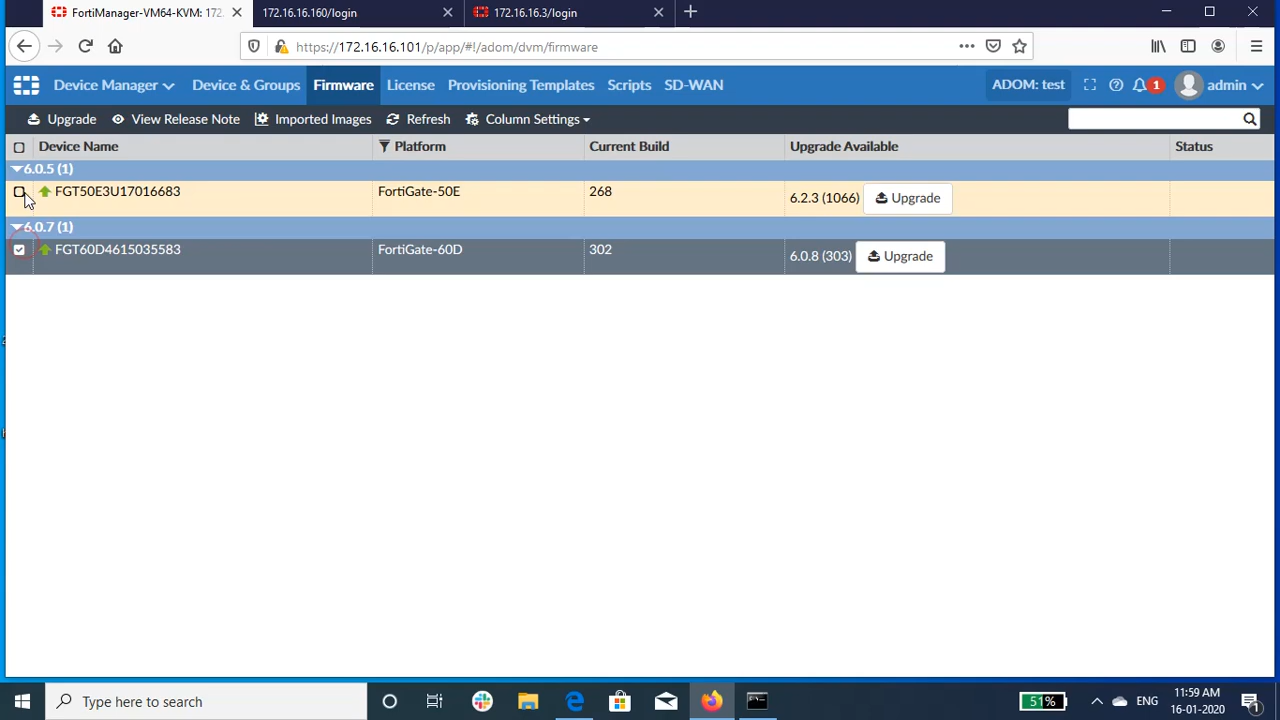 FortiManager-VM64-KVM: 172.
172.16.16.160/login
172.16.16.3/login
https://172.16.16.101/p/app/#!/adom/dvm/firmware
Device Manager
Device & Groups
Firmware
License
Provisioning Templates
Scripts
SD-WAN
ADOM: test
1
admin
Upgrade
View Release Note
Imported Images
Refresh
Column Settings
Device Name
Platform
Current Build
Upgrade Available
Status
6.0.5 (1)
FGT50E3U17016683
FortiGate-50E
268
6.2.3 (1066)
Upgrade
6.0.7 (1)
FGT60D4615035583
FortiGate-60D
302
6.0.8 (303)
Upgrade
Type here to search
51%
ENG
11:59 AM
16-01-2020
1